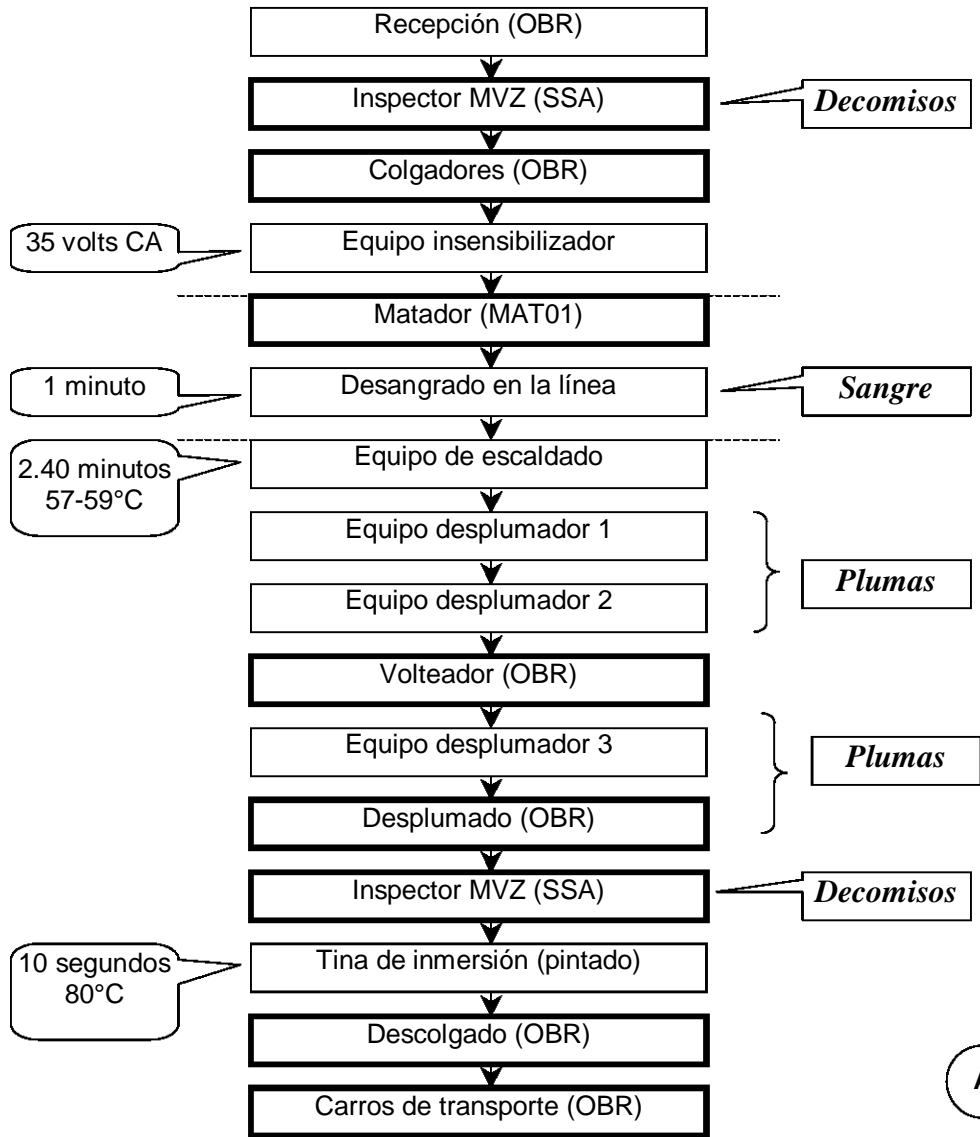 Recepción (OBR)
Inspector MVZ (SSA)
Decomisos
Colgadores (OBR)
35 volts CA
Equipo insensibilizador
Matador (MAT01)
1 minuto
Desangrado en la línea
Sangre
2.40 minutos
57-59°C
Equipo de escaldado
Equipo desplumador 1
Equipo desplumador 2
Plumas
Volteador (OBR)
Equipo desplumador 3
Plumas
Desplumado (OBR)
Inspector MVZ (SSA)
Decomisos
10 segundos
80°C
Tina de inmersión (pintado)
Descolgado (OBR)
Carros de transporte (OBR)